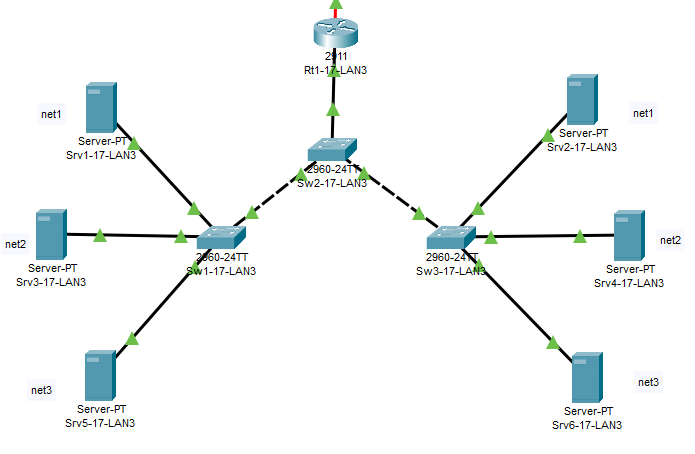 2911
Rt1-17-LAN3
net1
Server-PT
Srv1-17-LAN3
net1
Server-PT
Srv2-17-LAN3
2960-24TT
Sw2-17-LAN3
net2
Server-PT
Srv3-17-LAN3
2960-24TT
Sw1-17-LAN3
2960-24TT
Sw3-17-LAN3
net2
Server-PT
Srv4-17-LAN3
net3
Server-PT
Srv5-17-LAN3
net3
Server-PT
Srv6-17-LAN3